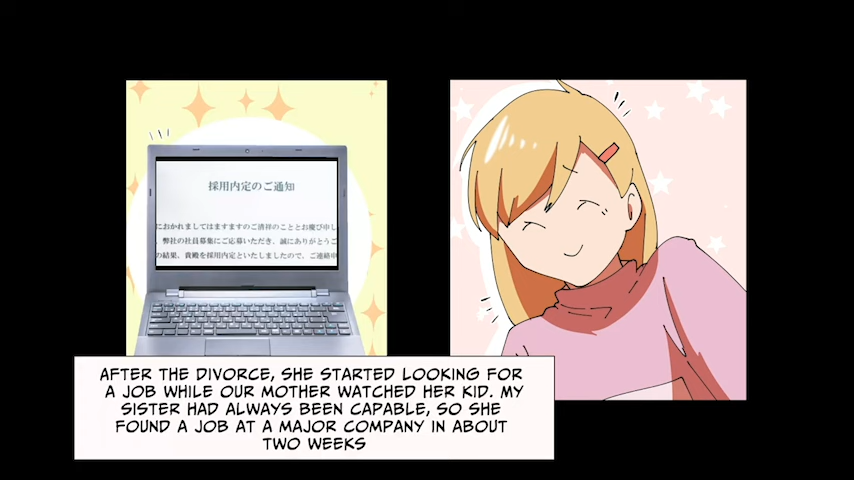 採用内定のご通知
におかれましてはますますのご清祥のこととお慶び申し
、弊社の社員募集にご応募いただき、誠にありがとうご
の結果、貴殿を採用内定といたしましたので、ご連絡申
AFTER THE DIVORCE, SHE STARTED LOOKING FOR
A JOB WHILE OUR MOTHER WATCHED HER KID. MY
SISTER HAD ALWAYS BEEN CAPABLE, SO SHE
FOUND A JOB AT A MAJOR COMPANY IN ABOUT
TWO WEEKS